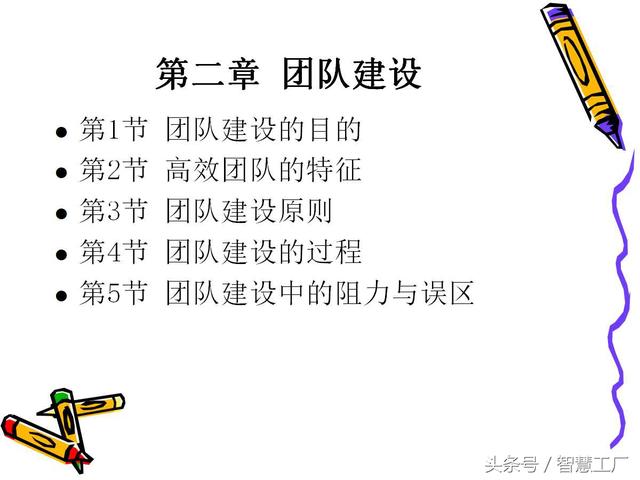 第二章 团队建设
● 第1节 团队建设的目的
● 第2节 高效团队的特征
● 第3节 团队建设原则
● 第4节 团队建设的过程
● 第5节 团队建设中的阻力与误区
头条号/智慧工厂